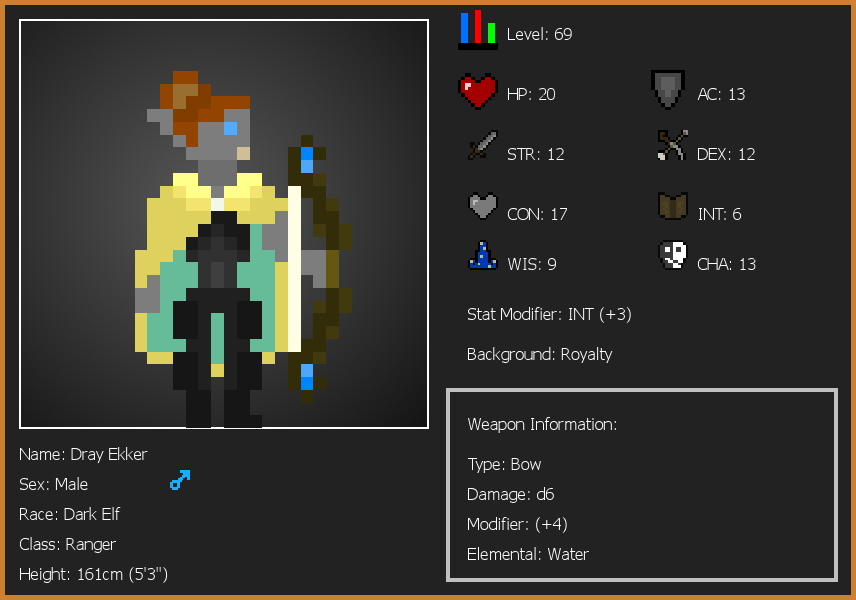 Level: 69
HP: 20
AC: 13
STR: 12
DEX: 12
CON: 17
INT: 6
WIS: 9
CHA: 13
Stat Modifier: INT (+3)
Background: Royalty
Weapon Information:
Type: Bow
Damage: d6
Modifier: (+4)
Elemental: Water
Name: Dray Ekker
Sex: Male
Race: Dark Elf
Class: Ranger
Height: 161cm (5'3")